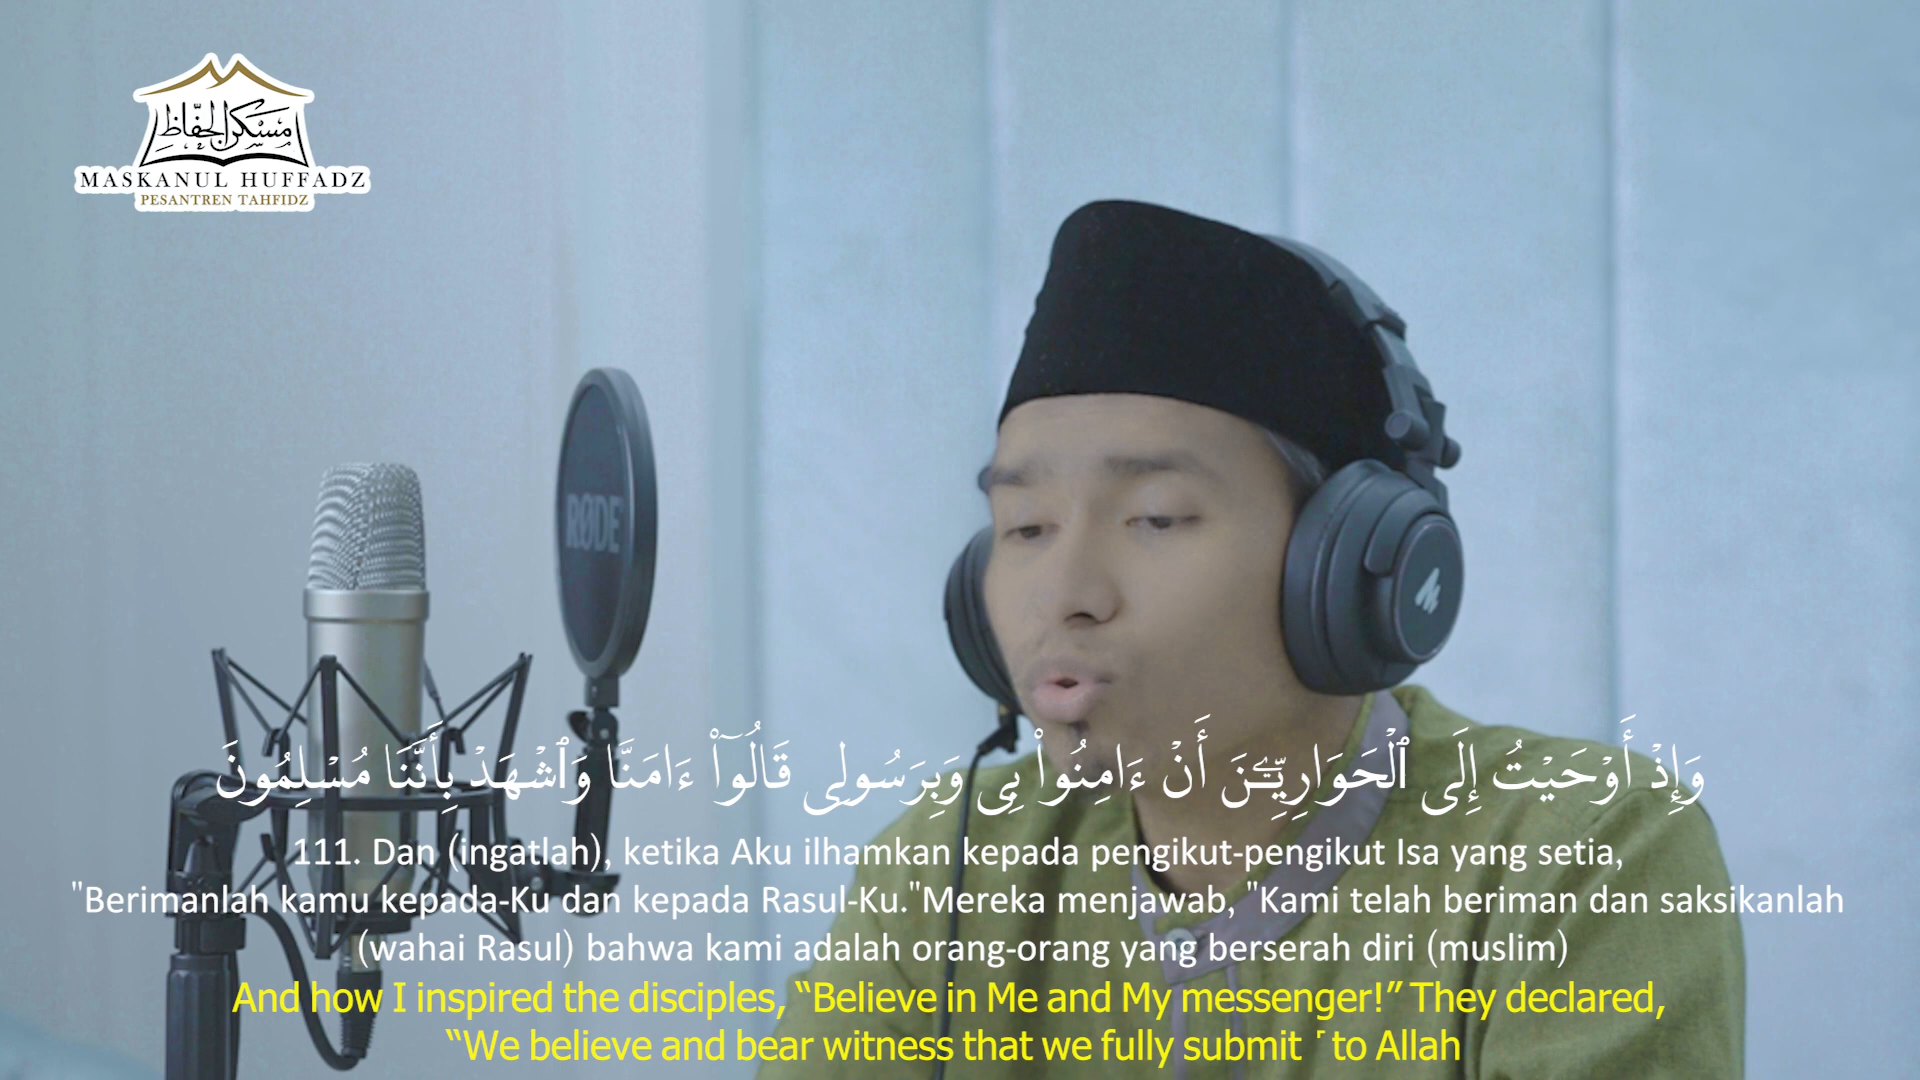 مسكن الحفاظ
MASKANUL HUFFADZ
PESANTREN TAHFIDZ
RØDE
وَإِذْ أَوْحَيْتُ إِلَى ٱلْحَوَارِيِّـۧنَ أَنْ ءَامِنُوا۟ بِى وَبِرَسُولِى قَالُوٓا۟ ءَامَنَّا وَٱشْهَدْ بِأَنَّنَا مُسْلِمُونَ
111. Dan (ingatlah), ketika Aku ilhamkan kepada pengikut-pengikut Isa yang setia,
"Berimanlah kamu kepada-Ku dan kepada Rasul-Ku."Mereka menjawab, "Kami telah beriman dan saksikanlah
(wahai Rasul) bahwa kami adalah orang-orang yang berserah diri (muslim)
And how I inspired the disciples, “Believe in Me and My messenger!” They declared,
“We believe and bear witness that we fully submit ˹to Allah